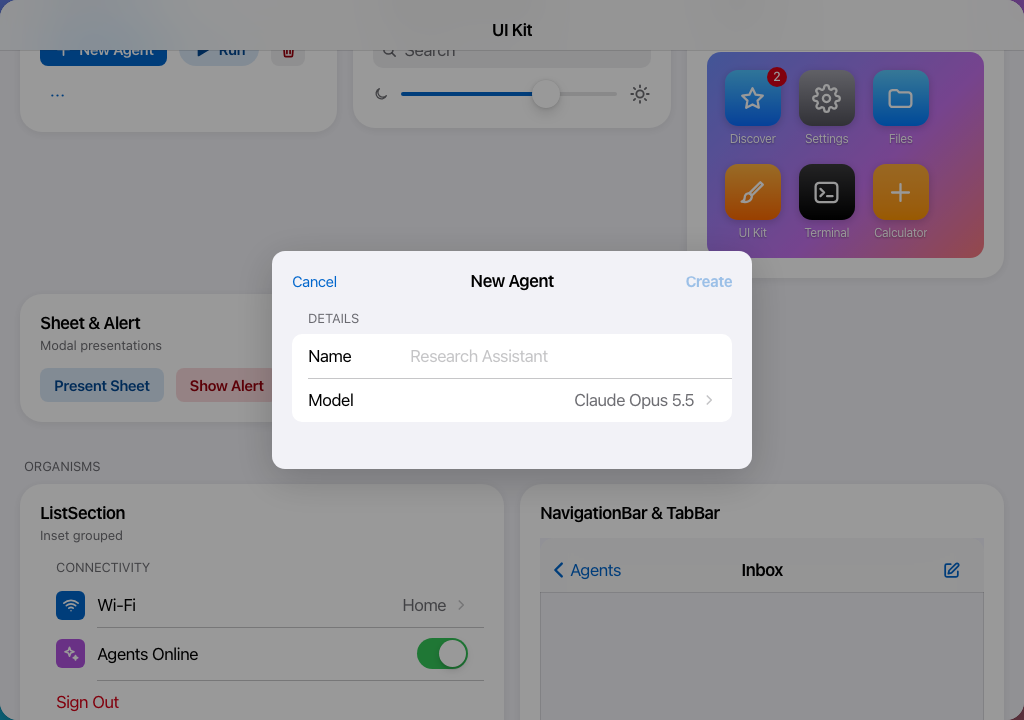 UI Kit
New Agent
Run
Search
...
2
Discover
Settings
Files
UI Kit
Terminal
Calculator
Cancel
New Agent
Create
DETAILS
Name
Research Assistant
Model
Claude Opus 5.5
Sheet & Alert
Modal presentations
Present Sheet
Show Alert
ORGANISMS
ListSection
Inset grouped
CONNECTIVITY
Wi-Fi
Home
Agents Online
Sign Out
NavigationBar & TabBar
Agents
Inbox